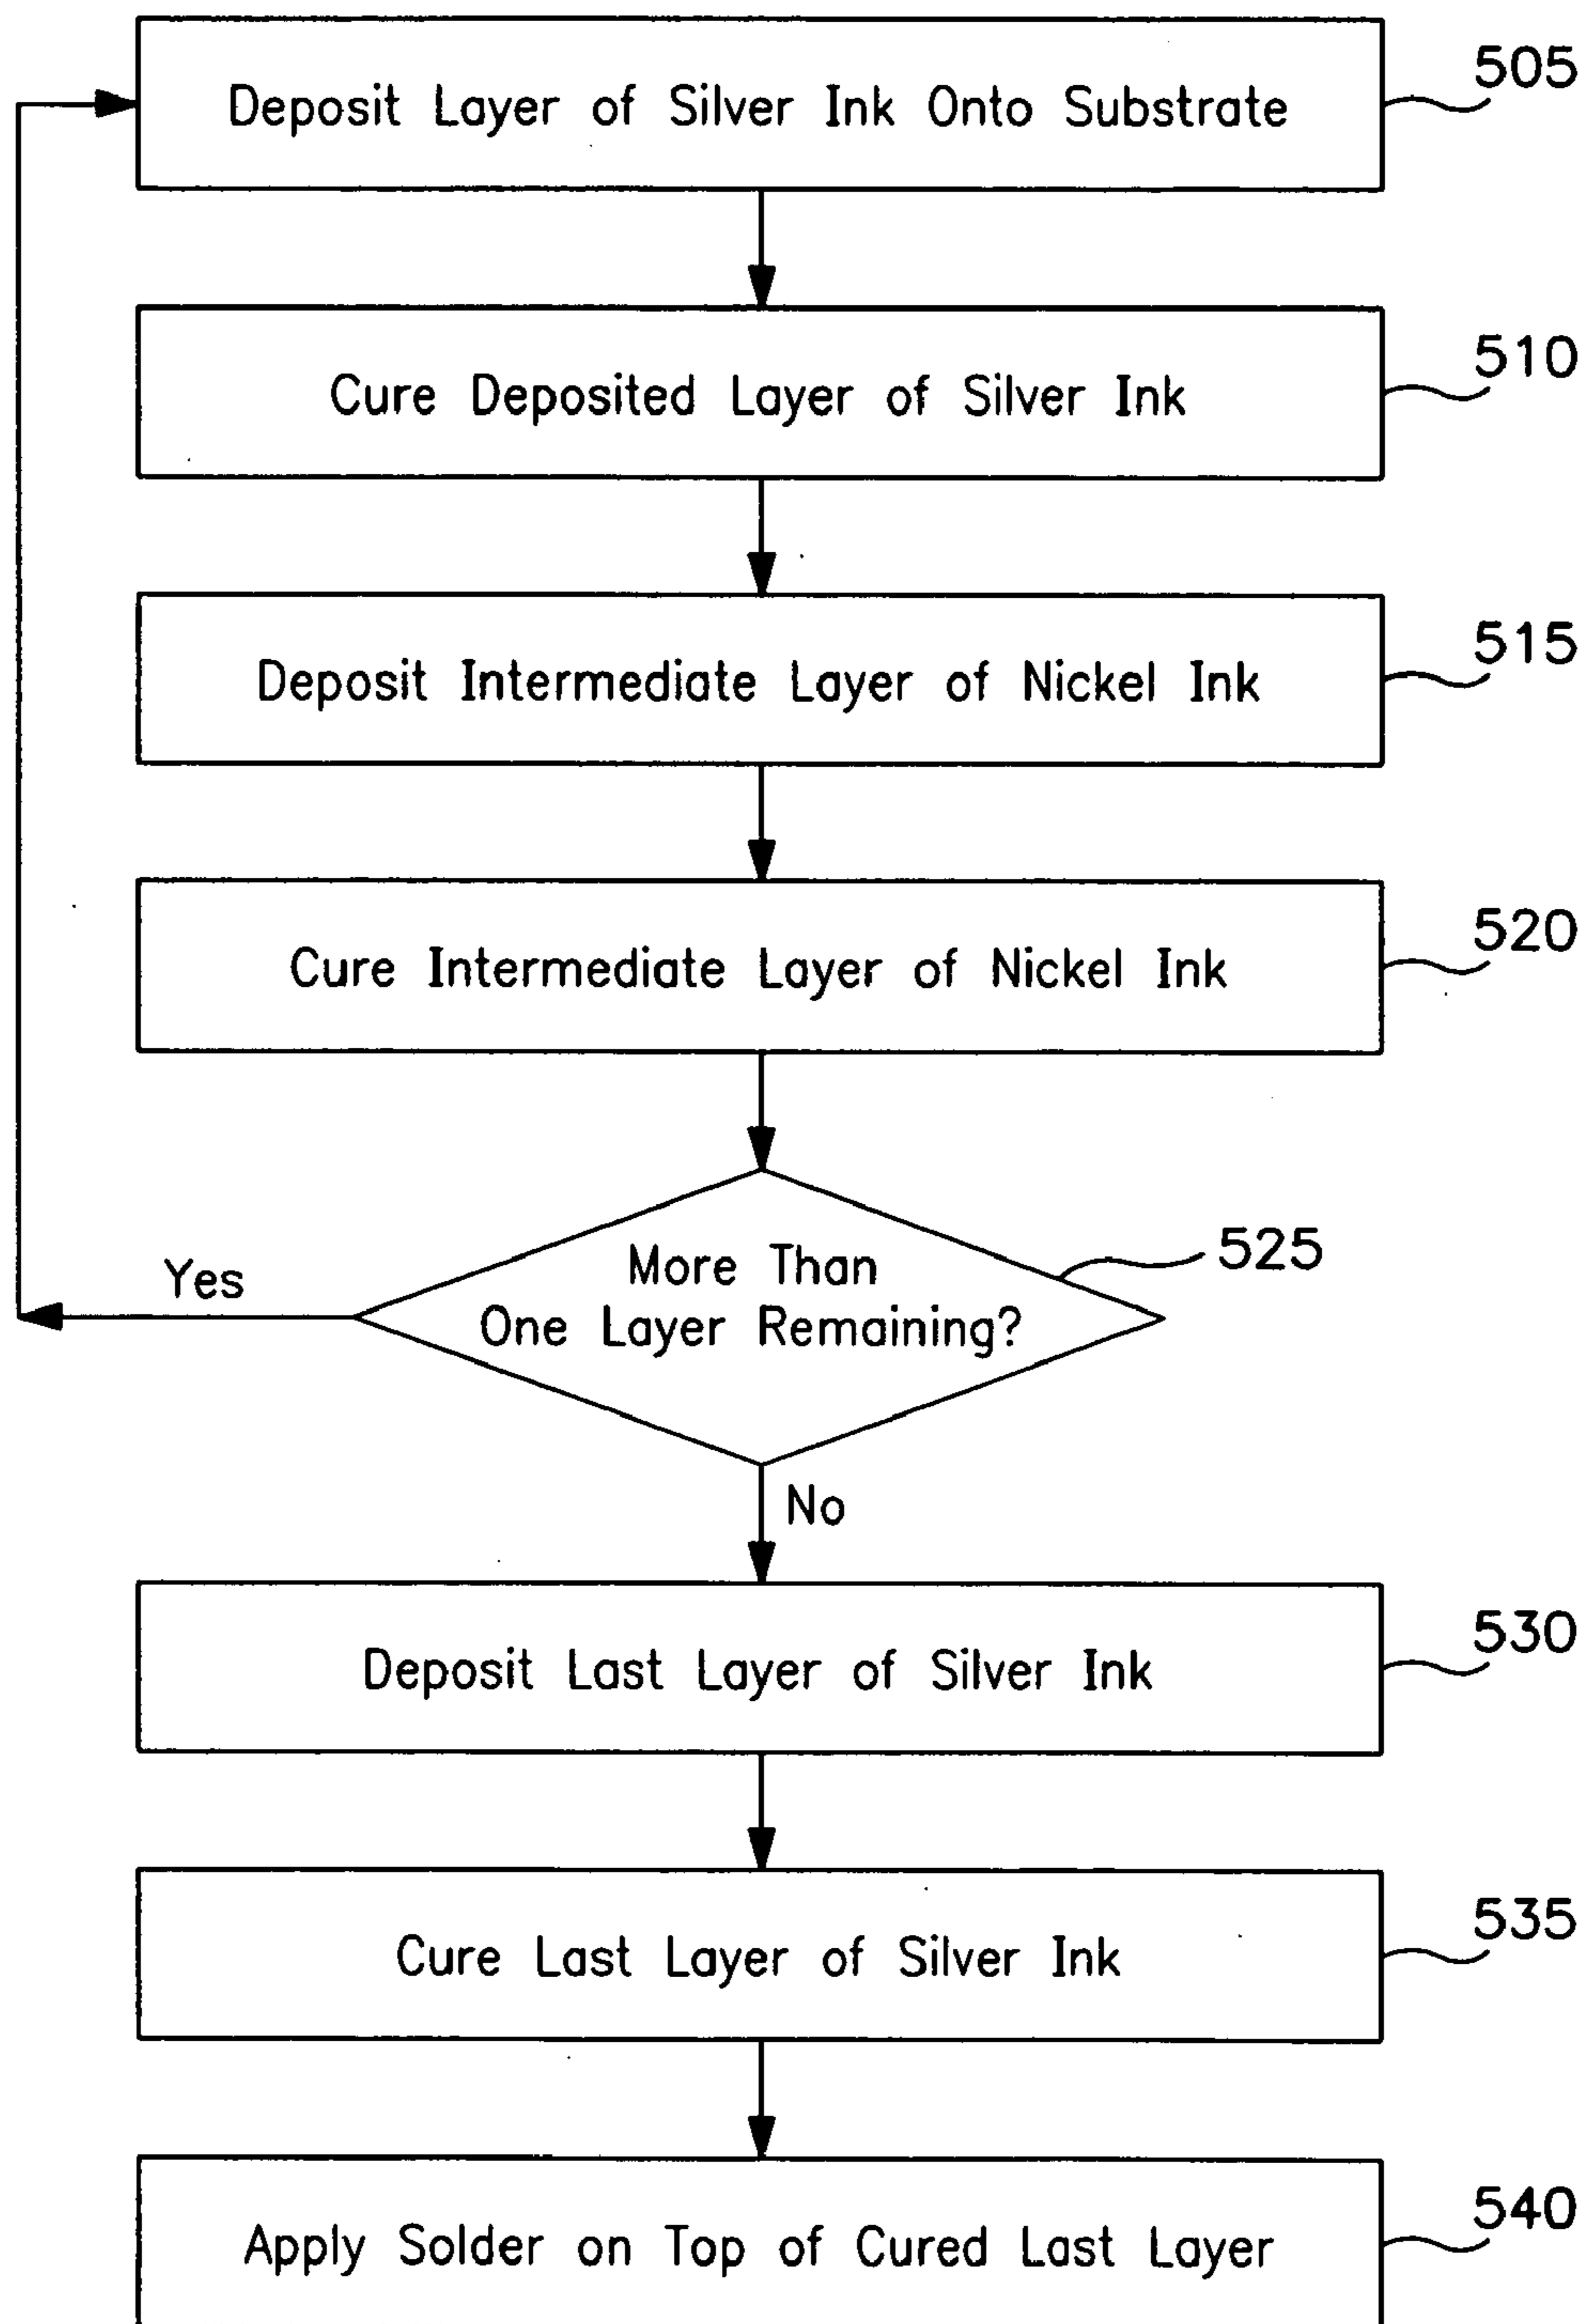 Deposit Layer of Silver Ink Onto Substrate
505
Cure Deposited Layer of Silver Ink
510
Deposit Intermediate Layer of Nickel Ink
515
Cure Intermediate Layer of Nickel Ink
520
More Than
One Layer Remaining?
525
Yes
No
Deposit Last Layer of Silver Ink
530
Cure Last Layer of Silver Ink
535
Apply Solder on Top of Cured Last Layer
540